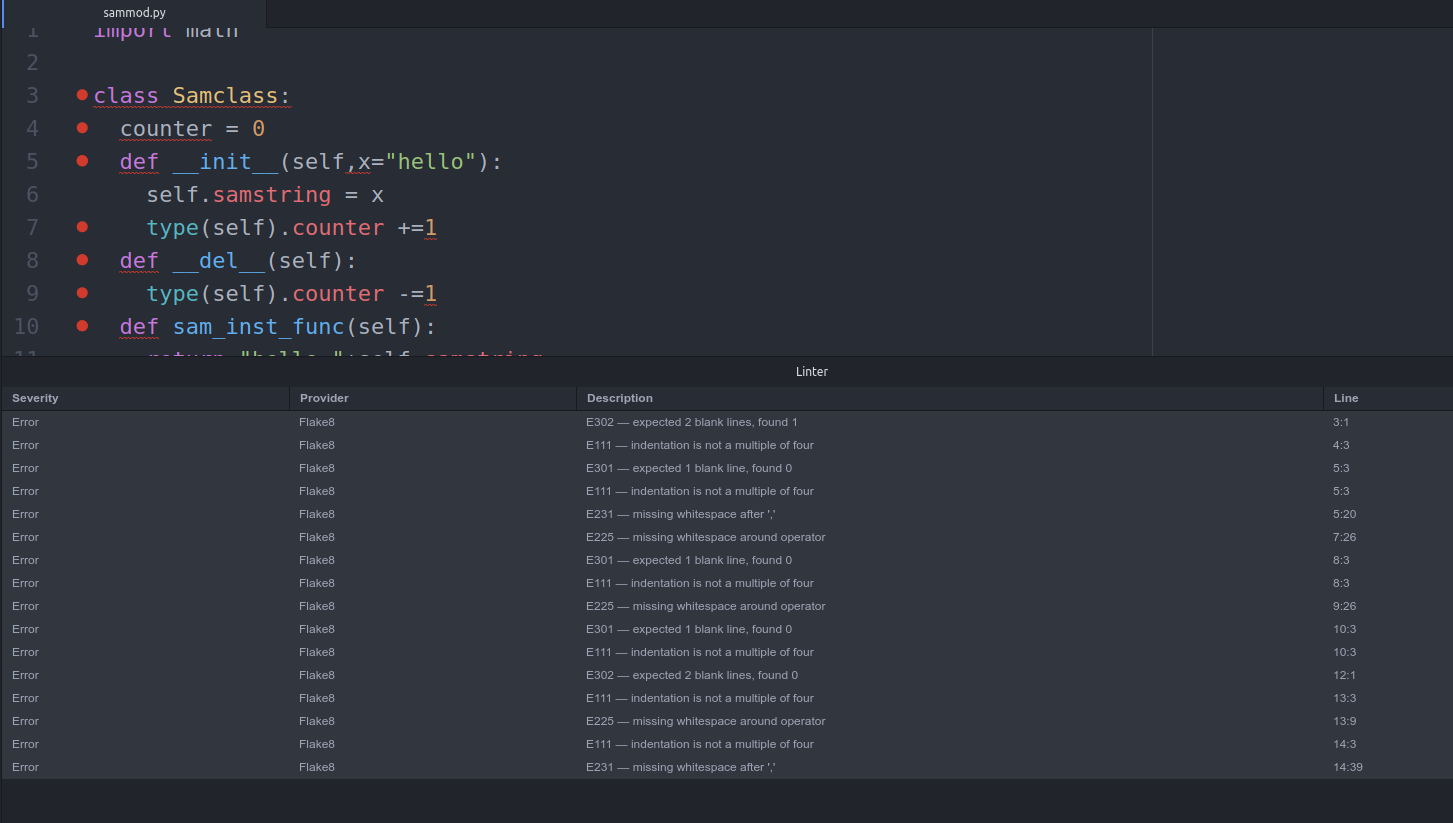 sammod.py
1 import math
2
3 class Samclass:
4   counter = 0
5   def __init__(self,x="hello"):
6     self.samstring = x
7     type(self).counter +=1
8   def __del__(self):
9     type(self).counter -=1
10   def sam_inst_func(self):
11     return "hello "+self.samstring
Linter
Severity Provider Description Line
Error Flake8 E302 — expected 2 blank lines, found 1 3:1
Error Flake8 E111 — indentation is not a multiple of four 4:3
Error Flake8 E301 — expected 1 blank line, found 0 5:3
Error Flake8 E111 — indentation is not a multiple of four 5:3
Error Flake8 E231 — missing whitespace after ',' 5:20
Error Flake8 E225 — missing whitespace around operator 7:26
Error Flake8 E301 — expected 1 blank line, found 0 8:3
Error Flake8 E111 — indentation is not a multiple of four 8:3
Error Flake8 E225 — missing whitespace around operator 9:26
Error Flake8 E301 — expected 1 blank line, found 0 10:3
Error Flake8 E111 — indentation is not a multiple of four 10:3
Error Flake8 E302 — expected 2 blank lines, found 0 12:1
Error Flake8 E111 — indentation is not a multiple of four 13:3
Error Flake8 E225 — missing whitespace around operator 13:9
Error Flake8 E111 — indentation is not a multiple of four 14:3
Error Flake8 E231 — missing whitespace after ',' 14:39